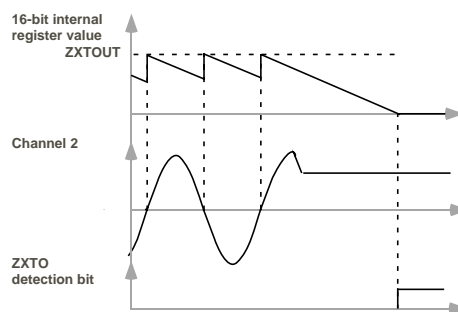 16-bit internal
register value
ZXTOUT
Channel 2
ZXTO
detection bit